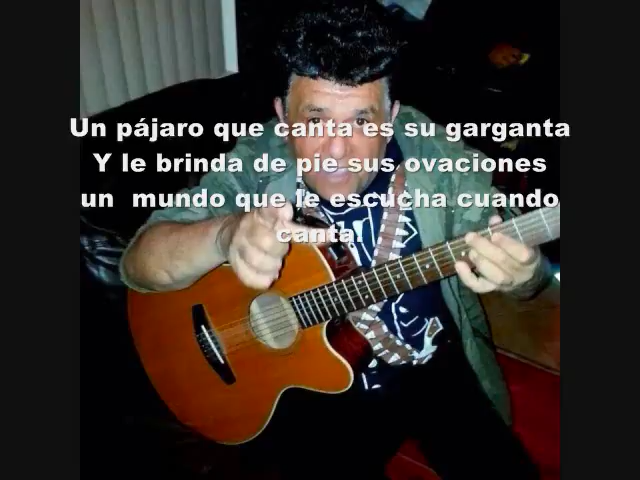 Un pájaro que canta es su garganta
Y le brinda de pie sus ovaciones
un  mundo que le escucha cuando
canta.